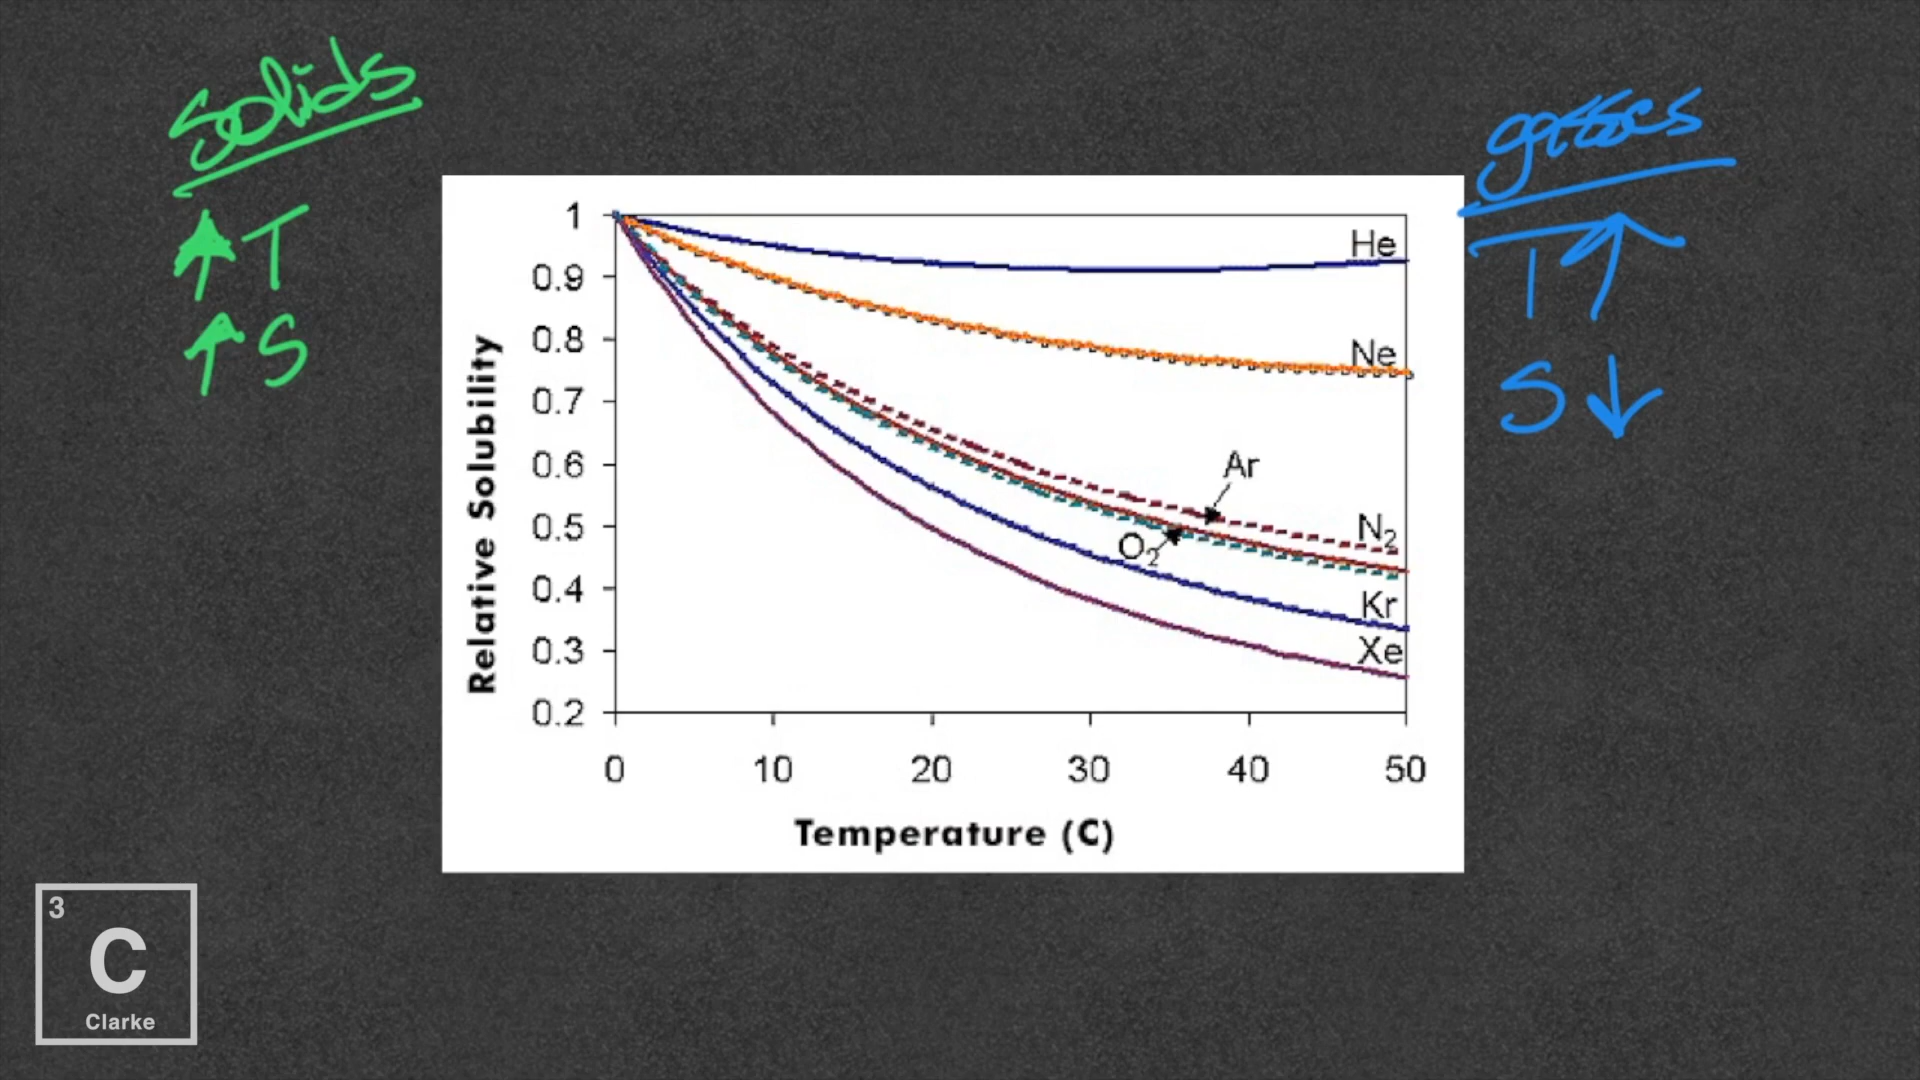 solids
↑ T
↑ S
gases
T ↑
S ↓
Relative Solubility
1
0.9
0.8
0.7
0.6
0.5
0.4
0.3
0.2
He
Ne
Ar
N₂
O₂
Kr
Xe
0 10 20 30 40 50
Temperature (C)
3
C
Clarke